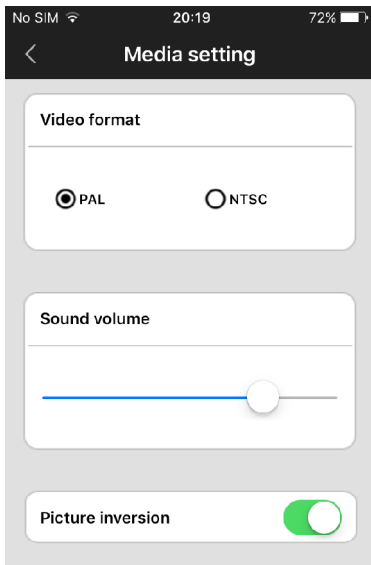 No SIM 20:19 72%
Media setting
Video format
PAL NTSC
Sound volume
Picture inversion